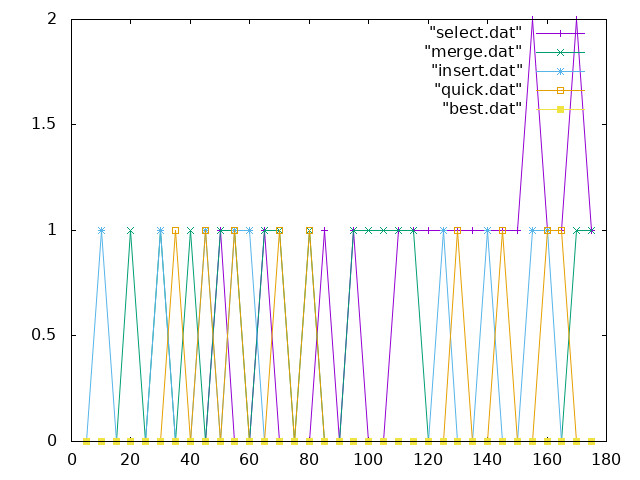 2
"select.dat"
"merge.dat"
"insert.dat"
"quick.dat"
"best.dat"
1.5
1
0.5
0
0 20 40 60 80 100 120 140 160 180